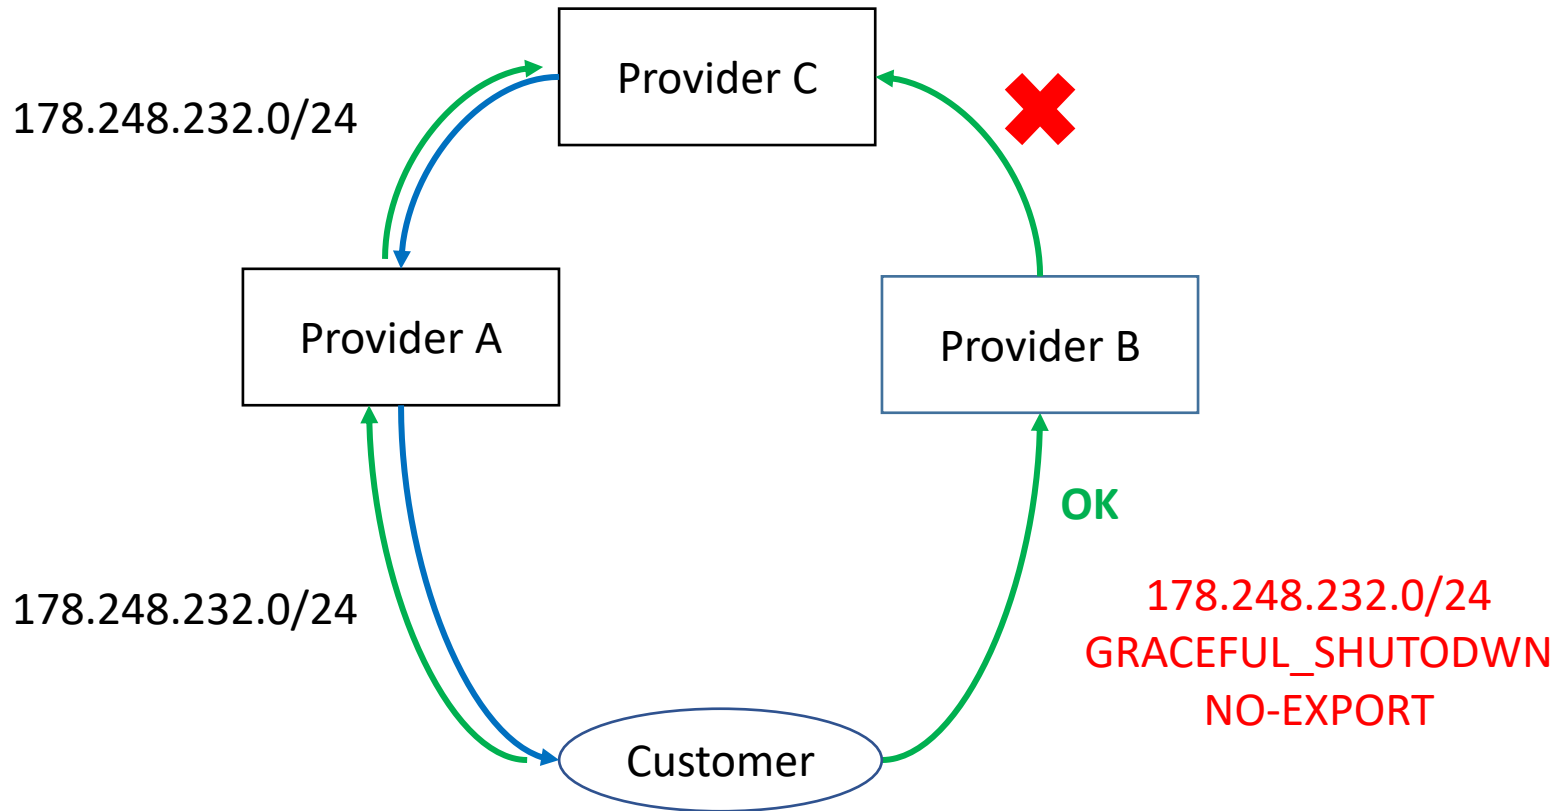 Provider C
178.248.232.0/24
Provider A
Provider B
OK
178.248.232.0/24
178.248.232.0/24
GRACEFUL_SHUTODWN
NO-EXPORT
Customer